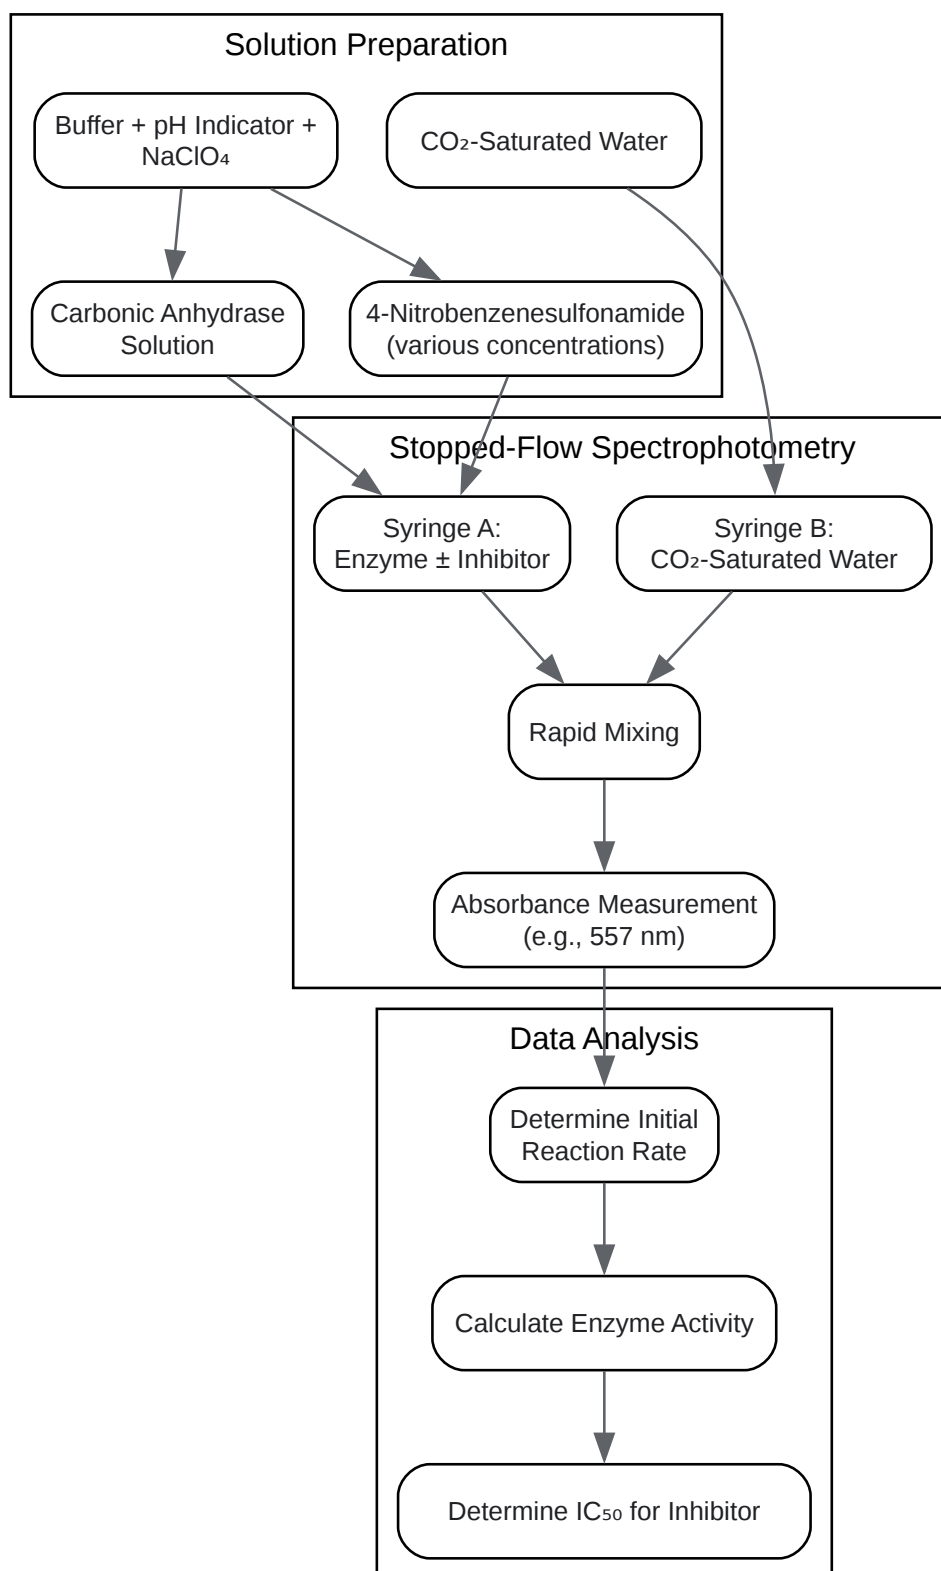 Solution Preparation
Buffer + pH Indicator +
NaClO₄
CO₂-Saturated Water
Carbonic Anhydrase
Solution
4-Nitrobenzenesulfonamide
(various concentrations)
Stopped-Flow Spectrophotometry
Syringe A:
Enzyme ± Inhibitor
Syringe B:
CO₂-Saturated Water
Rapid Mixing
Absorbance Measurement
(e.g., 557 nm)
Data Analysis
Determine Initial
Reaction Rate
Calculate Enzyme Activity
Determine IC₅₀ for Inhibitor